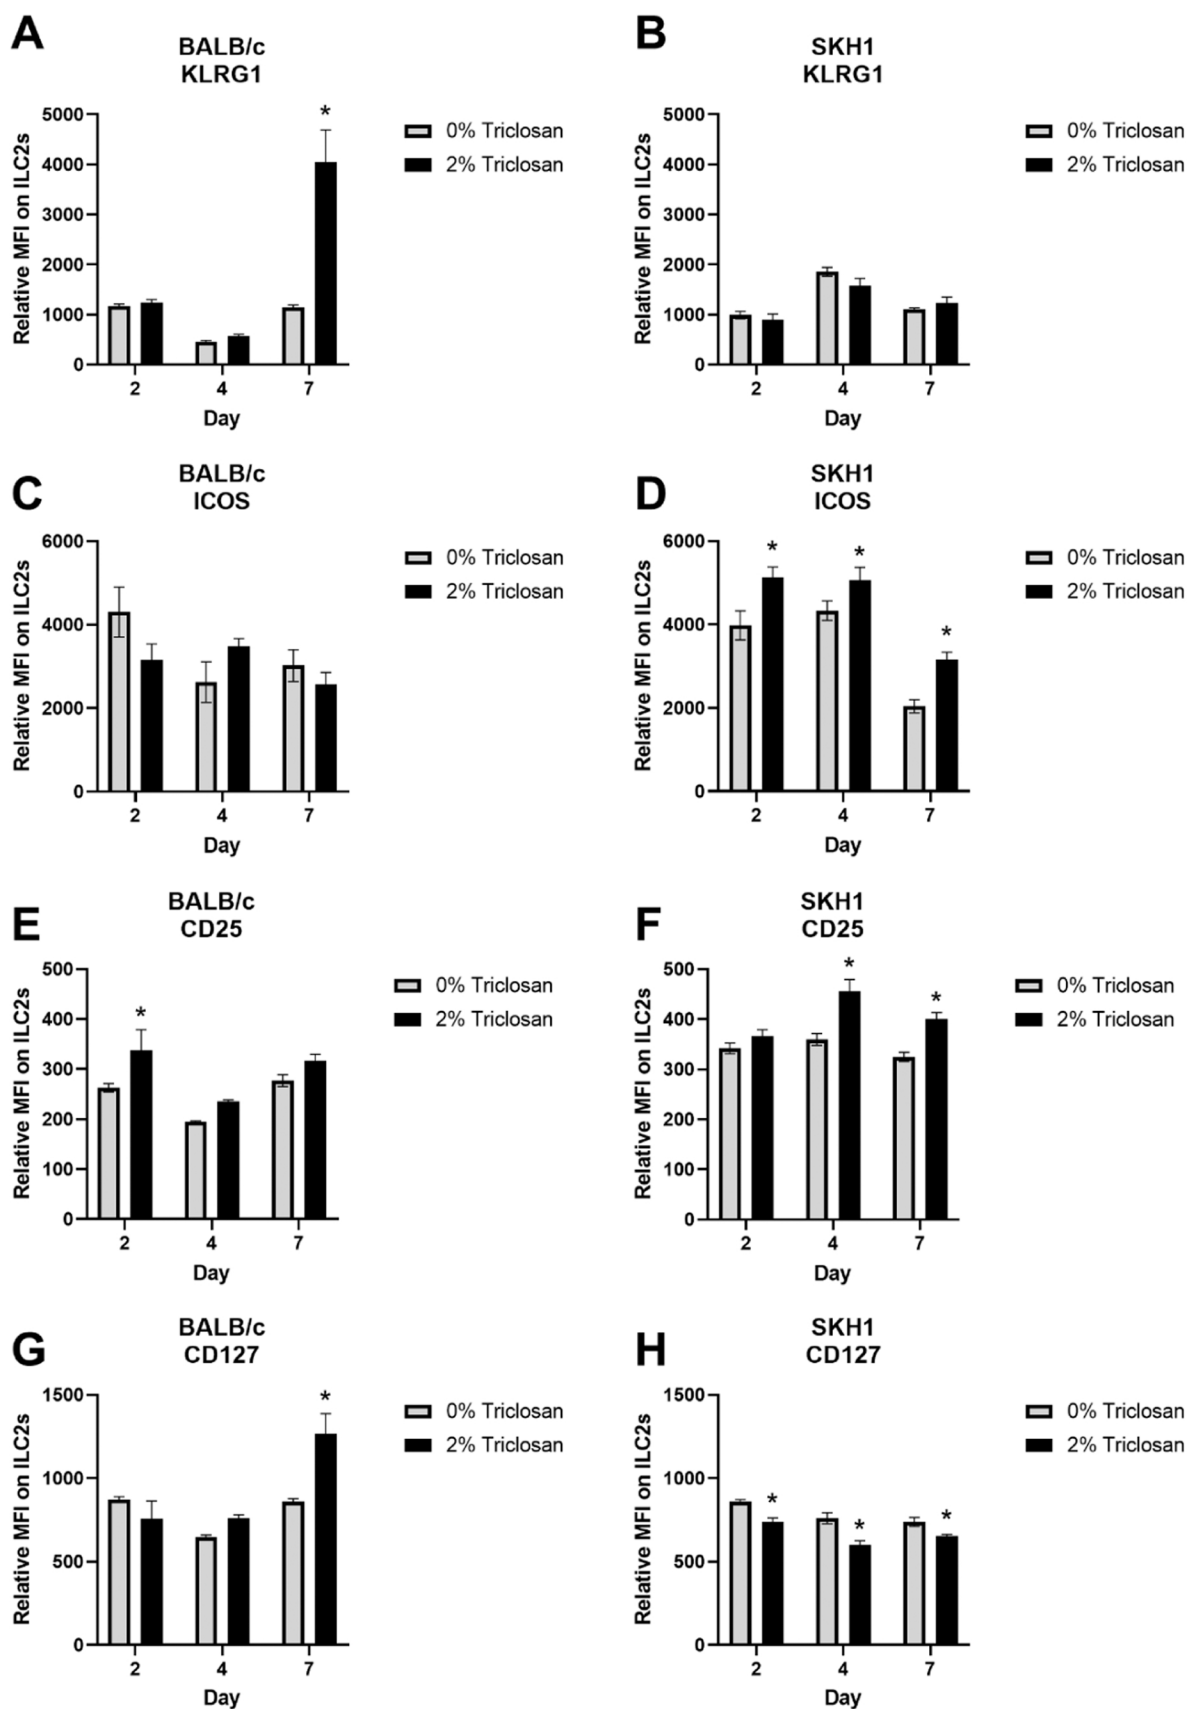 A
BALB/c
KLRG1
Relative MFI on ILC2s
5000
4000
3000
2000
1000
0
*
2
4
7
Day
0% Triclosan
2% Triclosan
B
SKH1
KLRG1
Relative MFI on ILC2s
5000
4000
3000
2000
1000
0
2
4
7
Day
0% Triclosan
2% Triclosan
C
BALB/c
ICOS
Relative MFI on ILC2s
6000
4000
2000
0
2
4
7
Day
0% Triclosan
2% Triclosan
D
SKH1
ICOS
Relative MFI on ILC2s
6000
4000
2000
0
*
*
*
2
4
7
Day
0% Triclosan
2% Triclosan
E
BALB/c
CD25
Relative MFI on ILC2s
500
400
300
200
100
0
*
2
4
7
Day
0% Triclosan
2% Triclosan
F
SKH1
CD25
Relative MFI on ILC2s
500
400
300
200
100
0
*
*
2
4
7
Day
0% Triclosan
2% Triclosan
G
BALB/c
CD127
Relative MFI on ILC2s
1500
1000
500
0
*
2
4
7
Day
0% Triclosan
2% Triclosan
H
SKH1
CD127
Relative MFI on ILC2s
1500
1000
500
0
*
*
*
2
4
7
Day
0% Triclosan
2% Triclosan